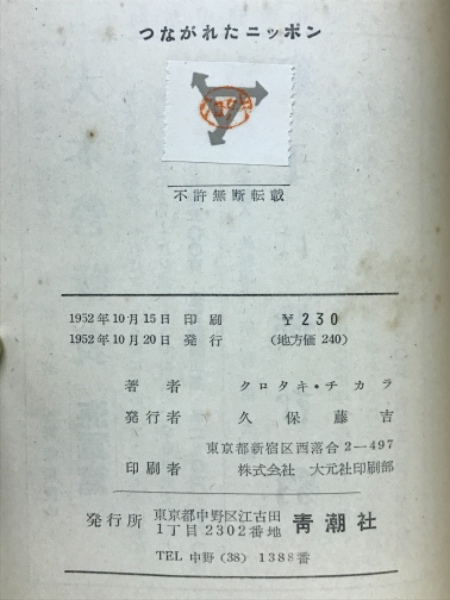 つながれたニッポン
不許無断転載
1952年10月15日 印刷 ¥230
1952年10月20日 発行 (地方価 240)
著者 クロタキ・チカラ
発行者 久保藤吉
東京都新宿区西落合2―497
印刷者 株式会社 大元社印刷部
発行所 東京都中野区江古田1丁目2302番地 青潮社
TEL 中野(38) 1388番